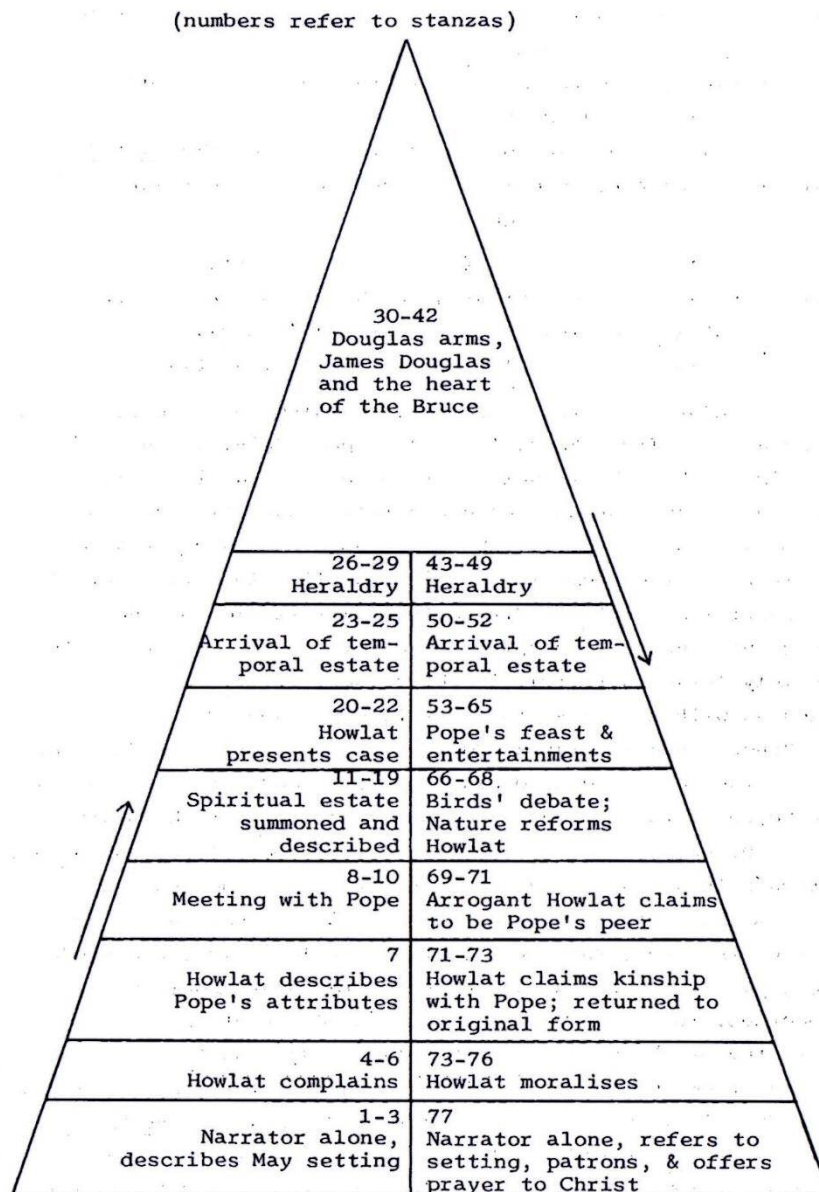 (numbers refer to stanzas)
30-42
Douglas arms,
James Douglas
and the heart
of the Bruce
26-29
Heraldry
43-49
Heraldry
23-25
Arrival of tem-
poral estate
50-52
Arrival of tem-
poral estate
20-22
Howlat
presents case
53-65
Pope's feast &
entertainments
11-19
Spiritual estate
summoned and
described
66-68
Birds' debate;
Nature reforms
Howlat
8-10
Meeting with Pope
69-71
Arrogant Howlat claims
to be Pope's peer
7
Howlat describes
Pope's attributes
71-73
Howlat claims kinship
with Pope; returned to
original form
4-6
Howlat complains
73-76
Howlat moralises
1-3
Narrator alone,
describes May setting
77
Narrator alone, refers to
setting, patrons, & offers
prayer to Christ